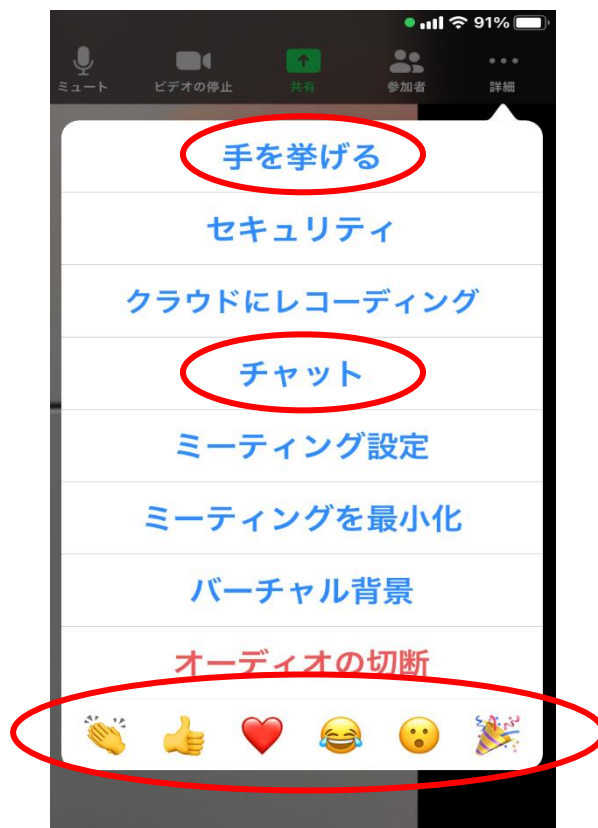 91%
ミュート ビデオの停止 共有 参加者 詳細
手を挙げる
セキュリティ
クラウドにレコーディング
チャット
ミーティング設定
ミーティングを最小化
バーチャル背景
オーディオの切断